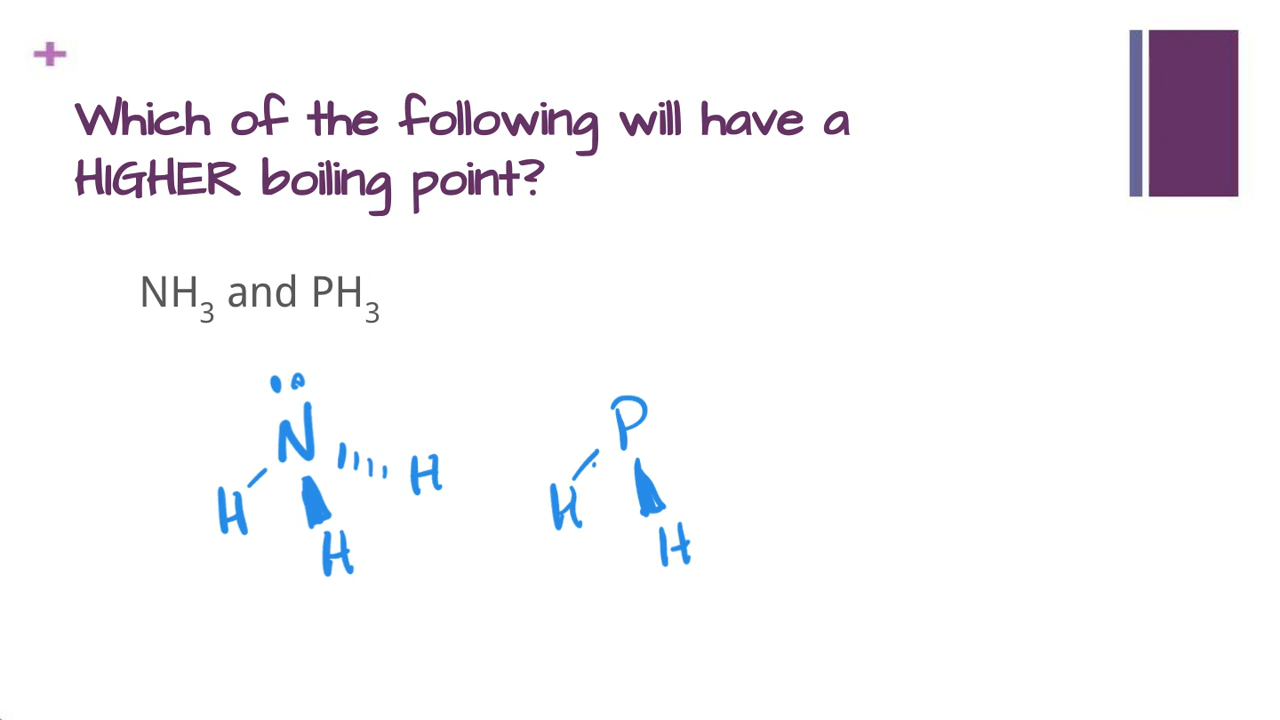 Which of the following will have a
HIGHER boiling point?
NH₃ and PH₃
N
P
H
H
H
H
H